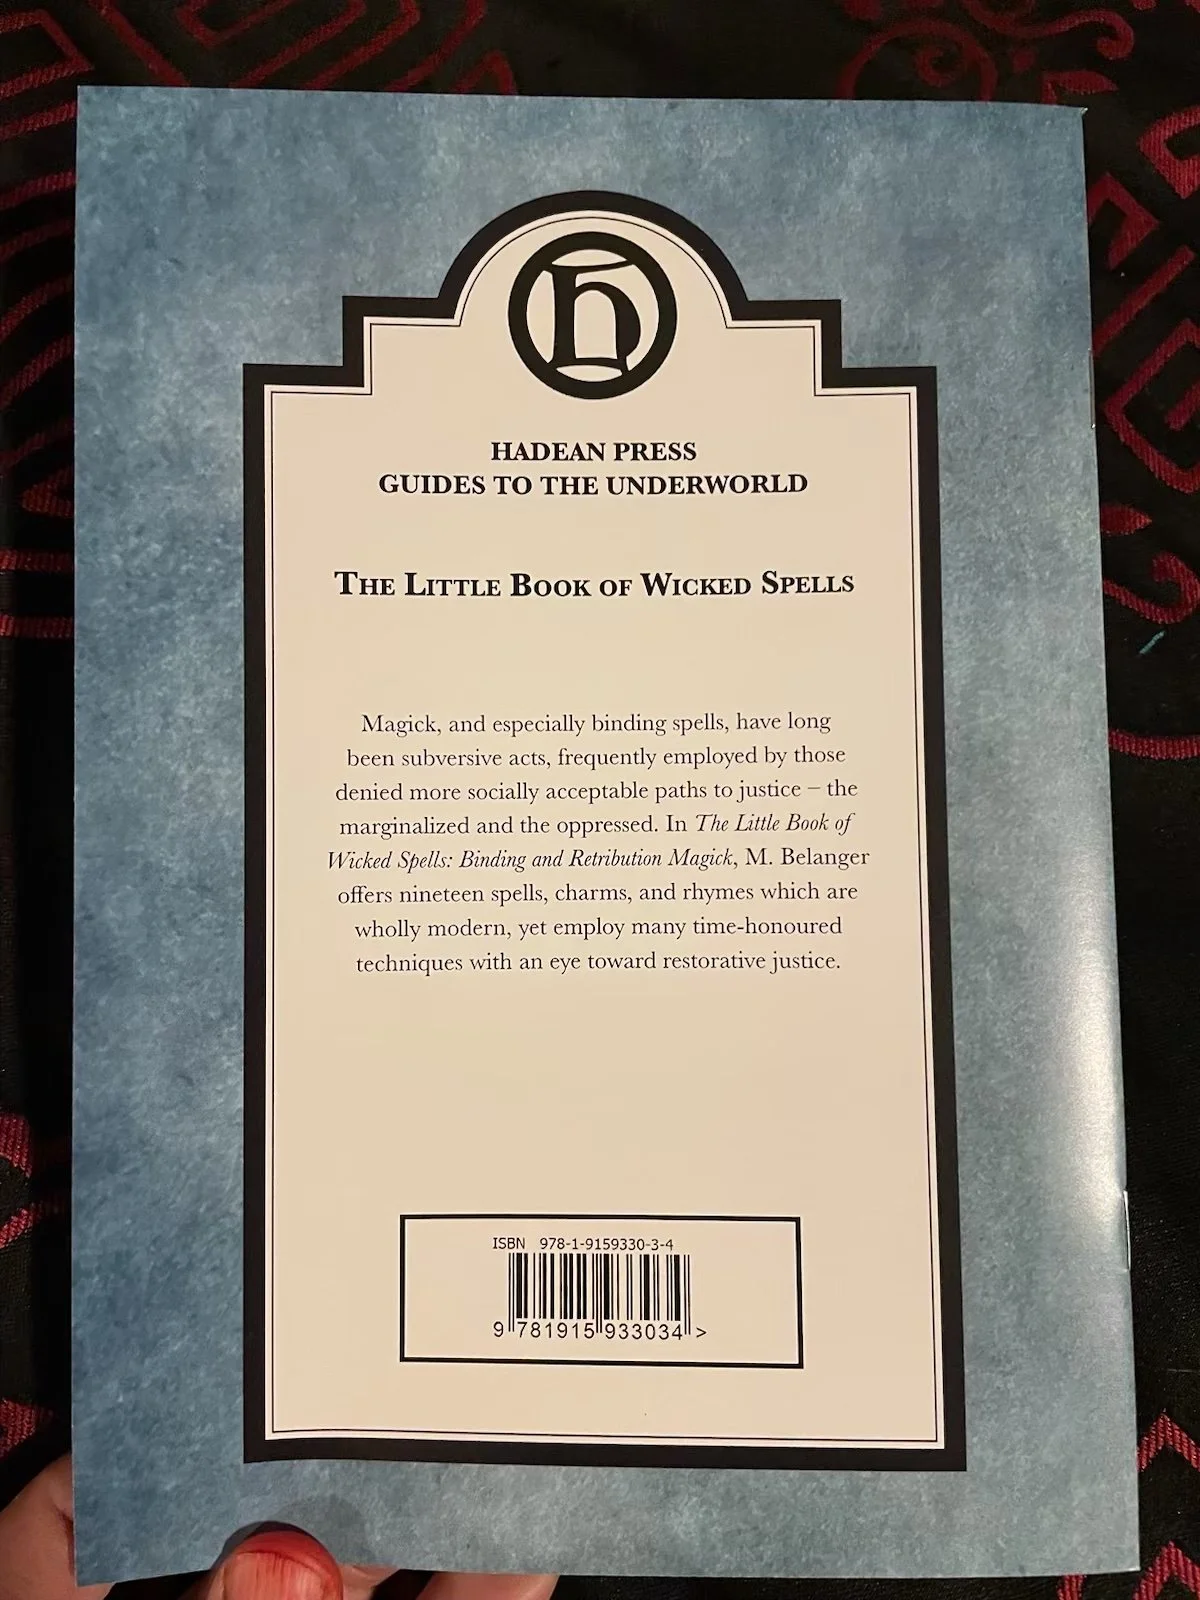 h
HADEAN PRESS
GUIDES TO THE UNDERWORLD
THE LITTLE BOOK OF WICKED SPELLS
Magick, and especially binding spells, have long
been subversive acts, frequently employed by those
denied more socially acceptable paths to justice – the
marginalized and the oppressed. In The Little Book of
Wicked Spells: Binding and Retribution Magick, M. Belanger
offers nineteen spells, charms, and rhymes which are
wholly modern, yet employ many time-honoured
techniques with an eye toward restorative justice.
ISBN 978-1-9159330-3-4
9 781915 933034 >